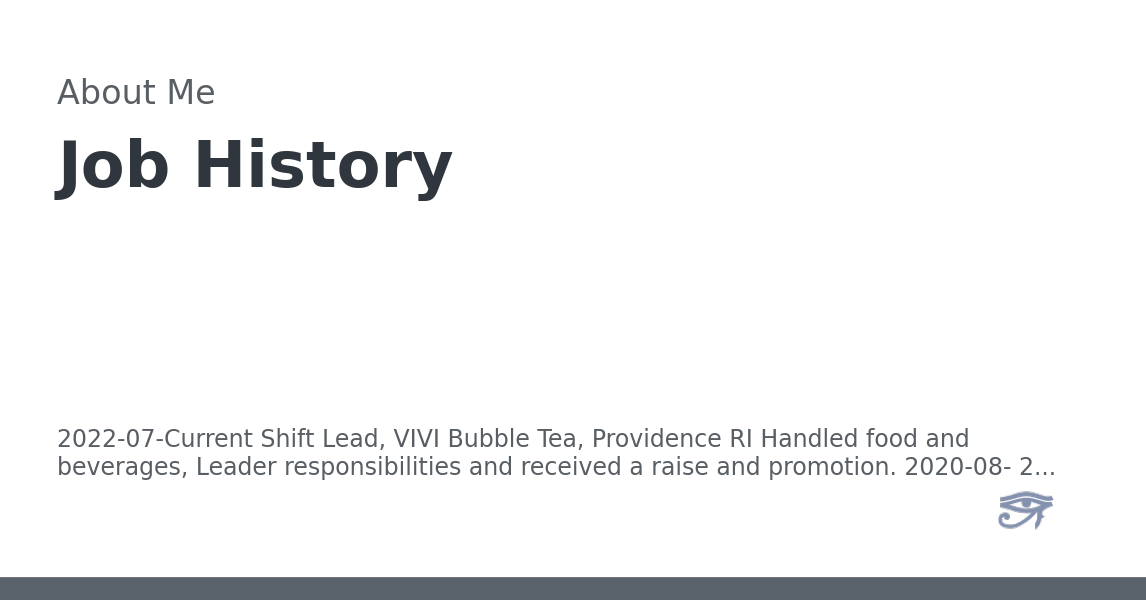 About Me
Job History
2022-07-Current Shift Lead, VIVI Bubble Tea, Providence RI Handled food and
beverages, Leader responsibilities and received a raise and promotion. 2020-08- 2...